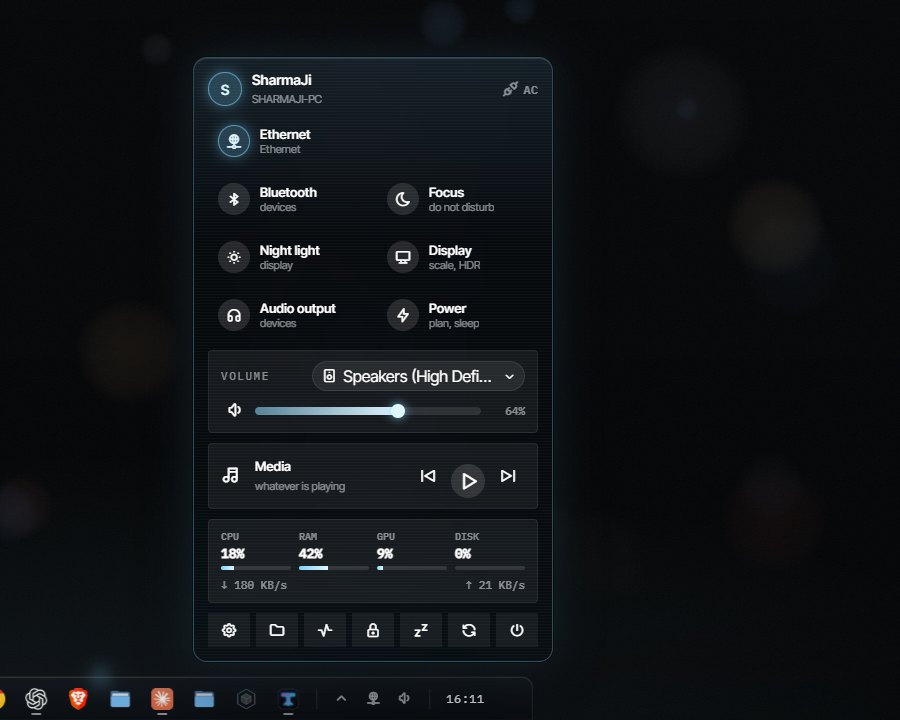 S
SharmaJi
SHARMAJI-PC
AC
Ethernet
Ethernet
Bluetooth
devices
Focus
do not disturb
Night light
display
Display
scale, HDR
Audio output
devices
Power
plan, sleep
VOLUME
Speakers (High Defi...
64%
Media
whatever is playing
CPU RAM GPU DISK
18% 42% 9% 0%
↓ 180 KB/s ↑ 21 KB/s
zZ
T
16:11